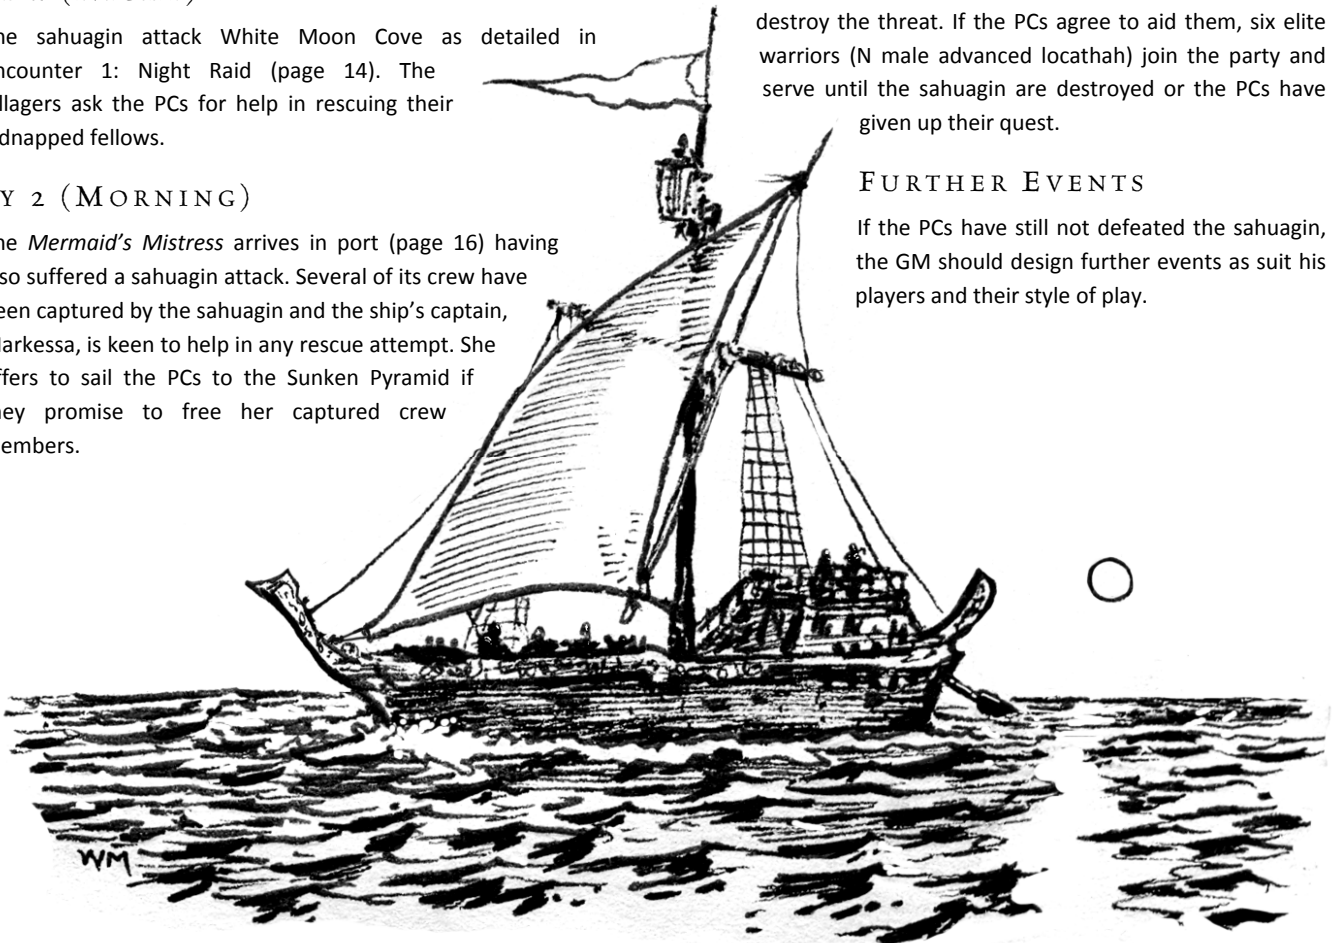 he sahuagin attack White Moon Cove as detailed in
ncounter 1: Night Raid (page 14). The
llagers ask the PCs for help in rescuing their
dnapped fellows.
Y 2 (MORNING)
he Mermaid’s Mistress arrives in port (page 16) having
so suffered a sahuagin attack. Several of its crew have
een captured by the sahuagin and the ship’s captain,
arkessa, is keen to help in any rescue attempt. She
ffers to sail the PCs to the Sunken Pyramid if
ey promise to free her captured crew
embers.
destroy the threat. If the PCs agree to aid them, six elite
warriors (N male advanced locathah) join the party and
serve until the sahuagin are destroyed or the PCs have
given up their quest.
FURTHER EVENTS
If the PCs have still not defeated the sahuagin,
the GM should design further events as suit his
players and their style of play.
WM